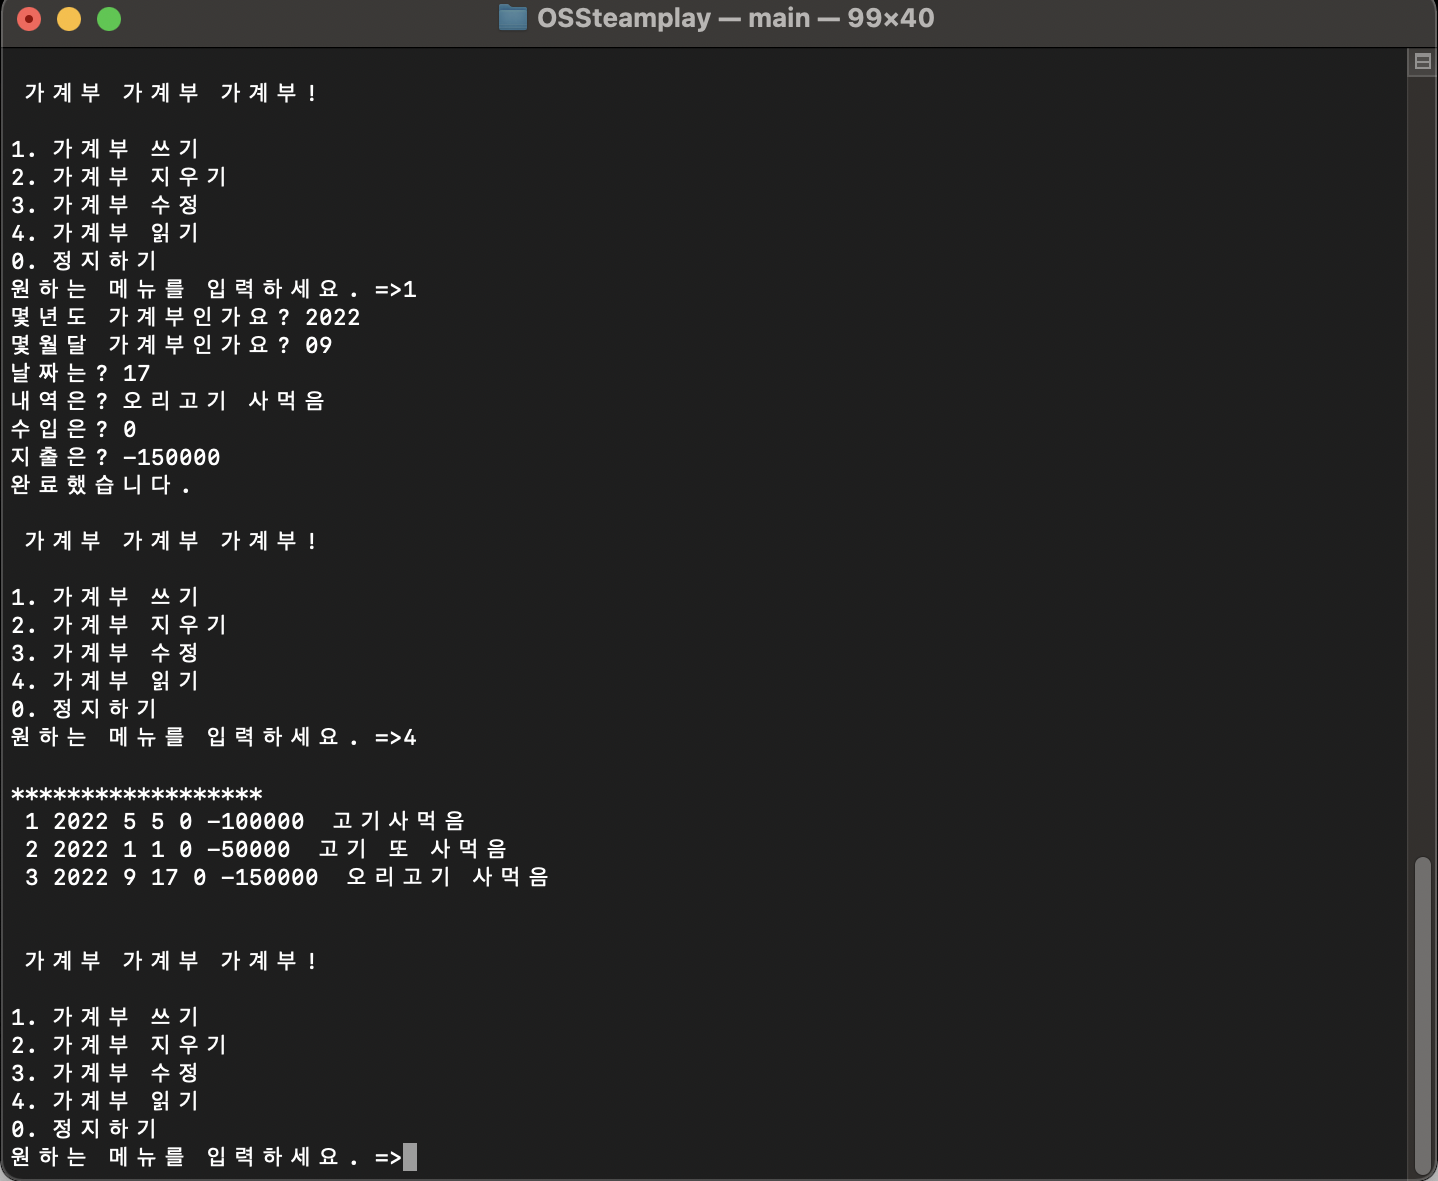 OSSteamplay — main — 99×40
가계부 가계부 가계부!
1. 가계부 쓰기
2. 가계부 지우기
3. 가계부 수정
4. 가계부 읽기
0. 정지하기
원하는 메뉴를 입력하세요. =>1
몇년도 가계부인가요? 2022
몇월달 가계부인가요? 09
날짜는? 17
내역은? 오리고기 사먹음
수입은? 0
지출은? -150000
완료했습니다.
가계부 가계부 가계부!
1. 가계부 쓰기
2. 가계부 지우기
3. 가계부 수정
4. 가계부 읽기
0. 정지하기
원하는 메뉴를 입력하세요. =>4
******************
1 2022 5 5 0 -100000  고기사먹음
2 2022 1 1 0 -50000  고기 또 사먹음
3 2022 9 17 0 -150000  오리고기 사먹음
가계부 가계부 가계부!
1. 가계부 쓰기
2. 가계부 지우기
3. 가계부 수정
4. 가계부 읽기
0. 정지하기
원하는 메뉴를 입력하세요. =>